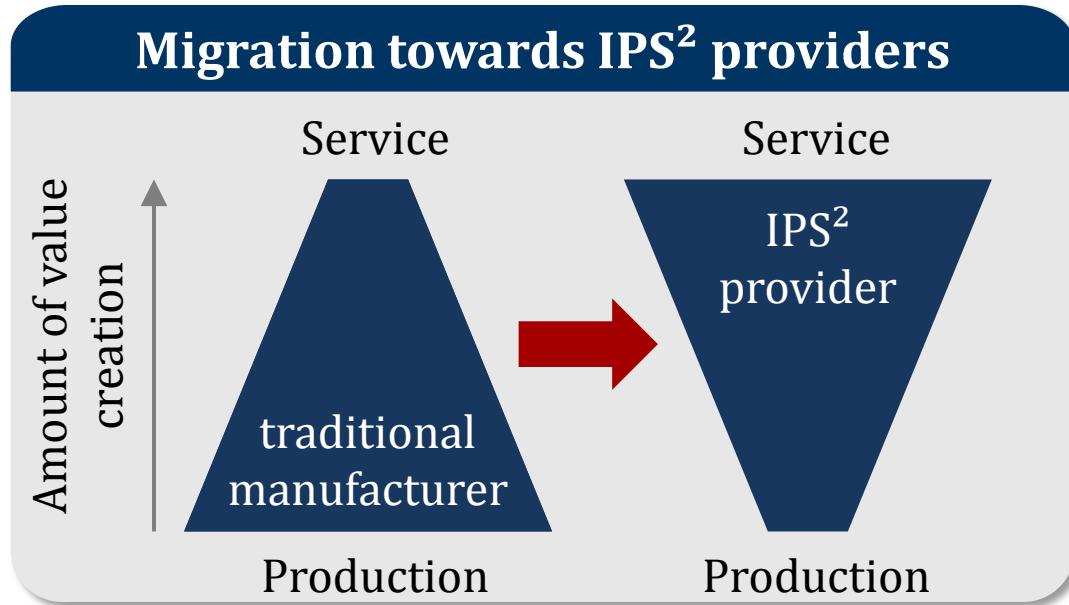 Migration towards IPS² providers
Service
Service
Amount of value
creation
IPS²
provider
traditional
manufacturer
Production
Production